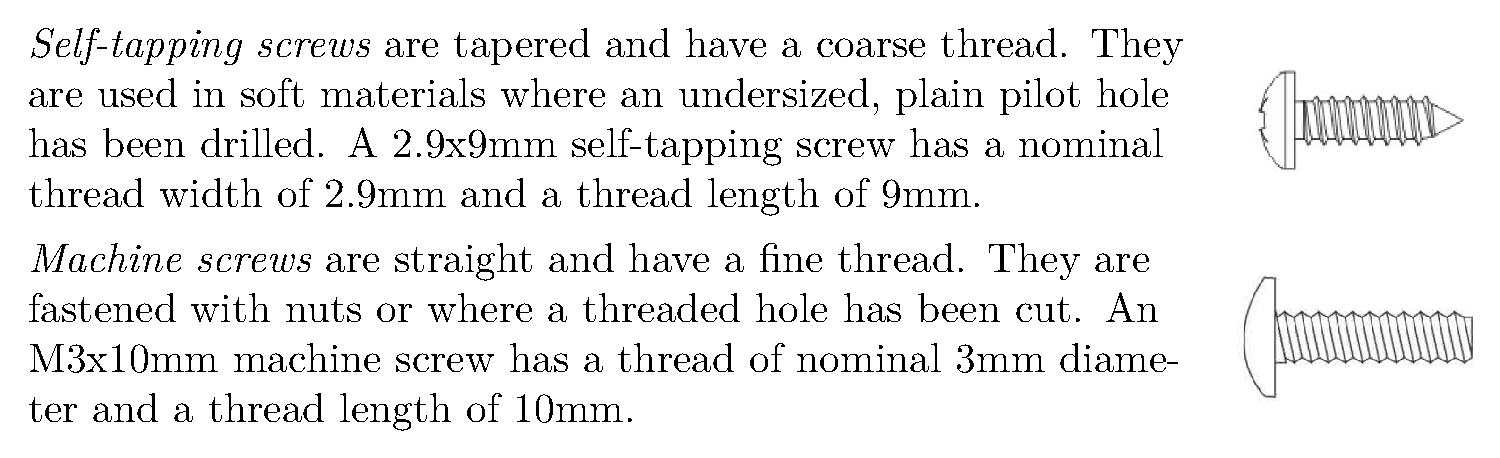 Self-tapping screws are tapered and have a coarse thread. They
are used in soft materials where an undersized, plain pilot hole
has been drilled. A 2.9x9mm self-tapping screw has a nominal
thread width of 2.9mm and a thread length of 9mm.
Machine screws are straight and have a fine thread. They are
fastened with nuts or where a threaded hole has been cut. An
M3x10mm machine screw has a thread of nominal 3mm diame-
ter and a thread length of 10mm.